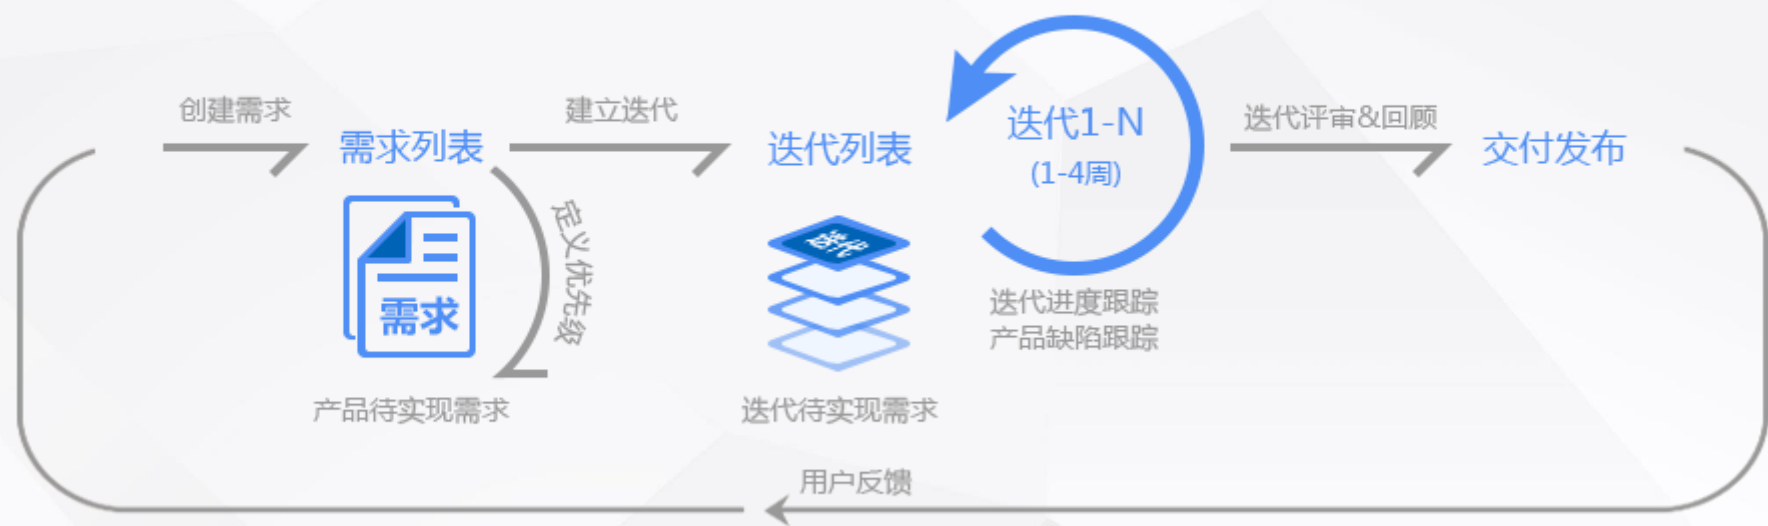 创建需求
需求列表
定义优先级
需求
产品待实现需求
建立迭代
迭代列表
迭代
迭代待实现需求
迭代1-N
(1-4周)
迭代进度跟踪
产品缺陷跟踪
迭代评审&回顾
交付发布
用户反馈